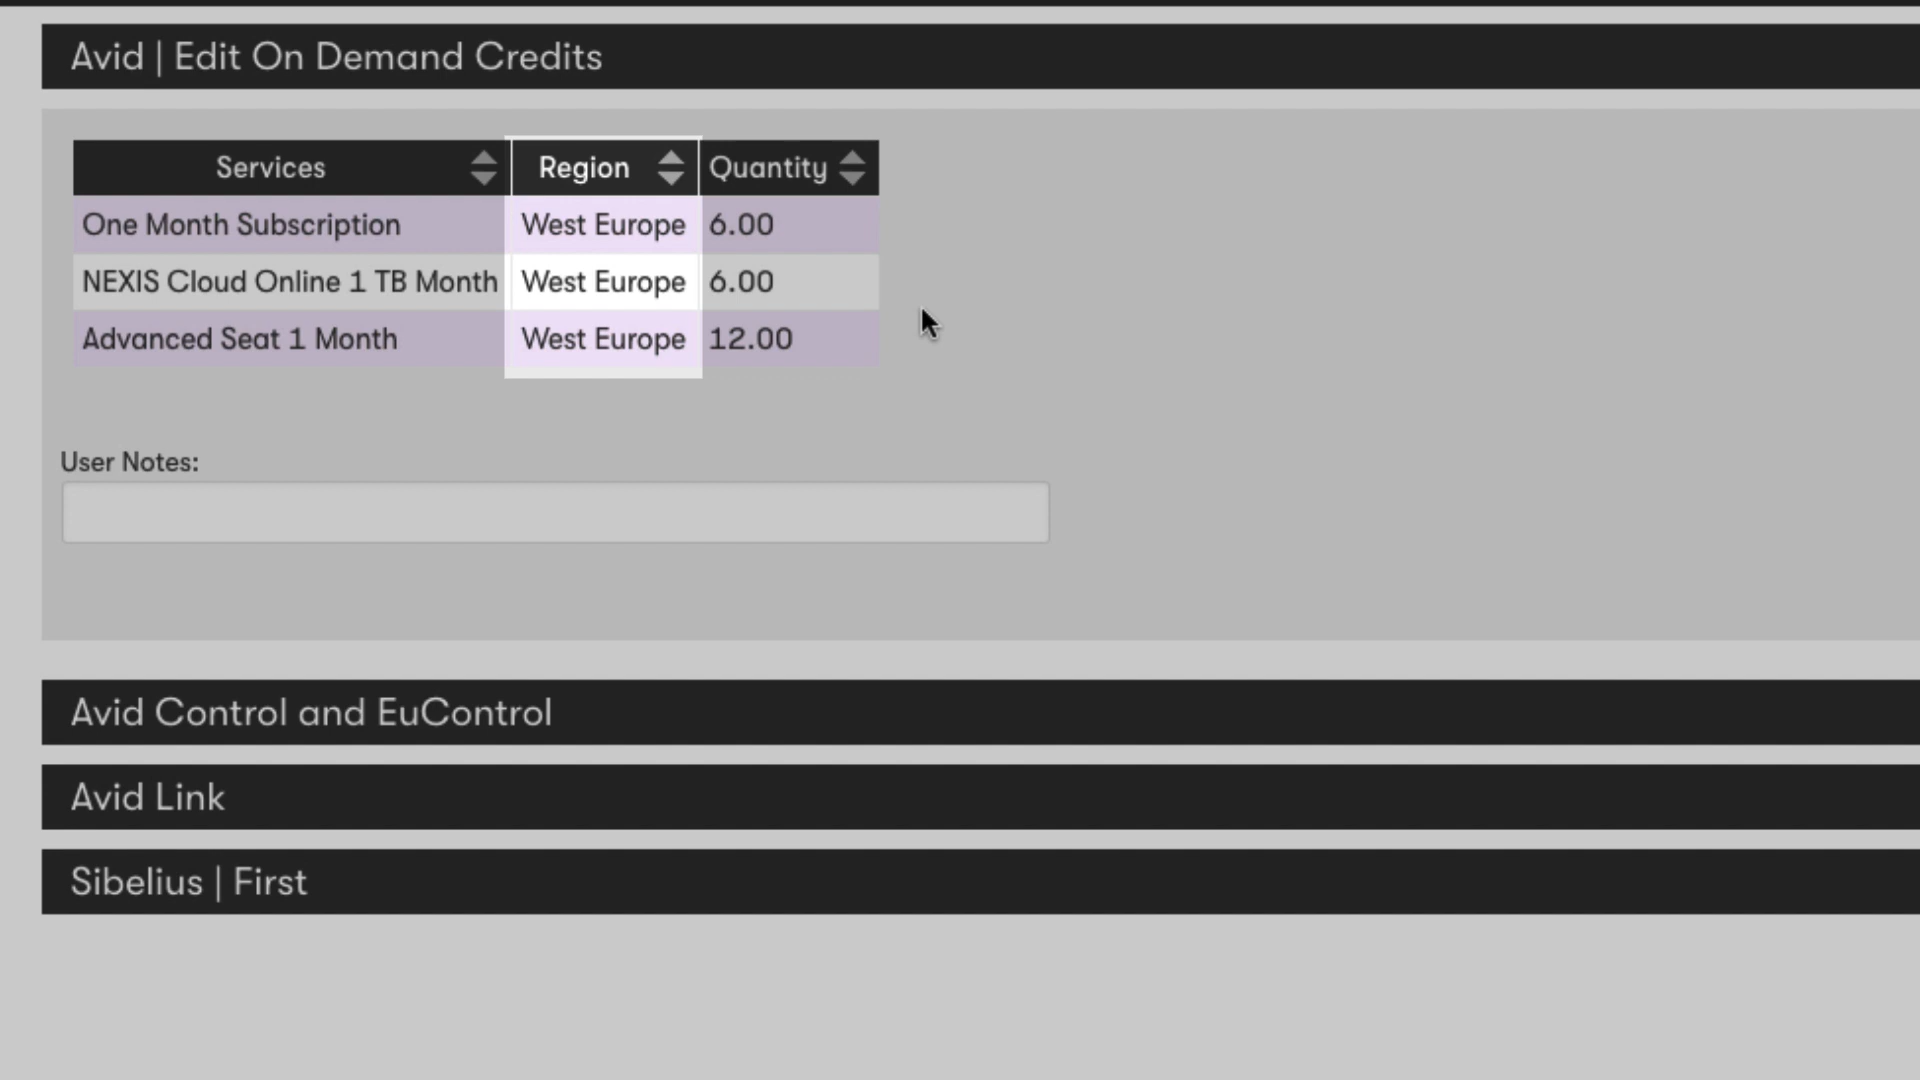 Avid | Edit On Demand Credits
Services Region Quantity
One Month Subscription West Europe 6.00
NEXIS Cloud Online 1 TB Month West Europe 6.00
Advanced Seat 1 Month West Europe 12.00
User Notes:
Avid Control and EuControl
Avid Link
Sibelius | First